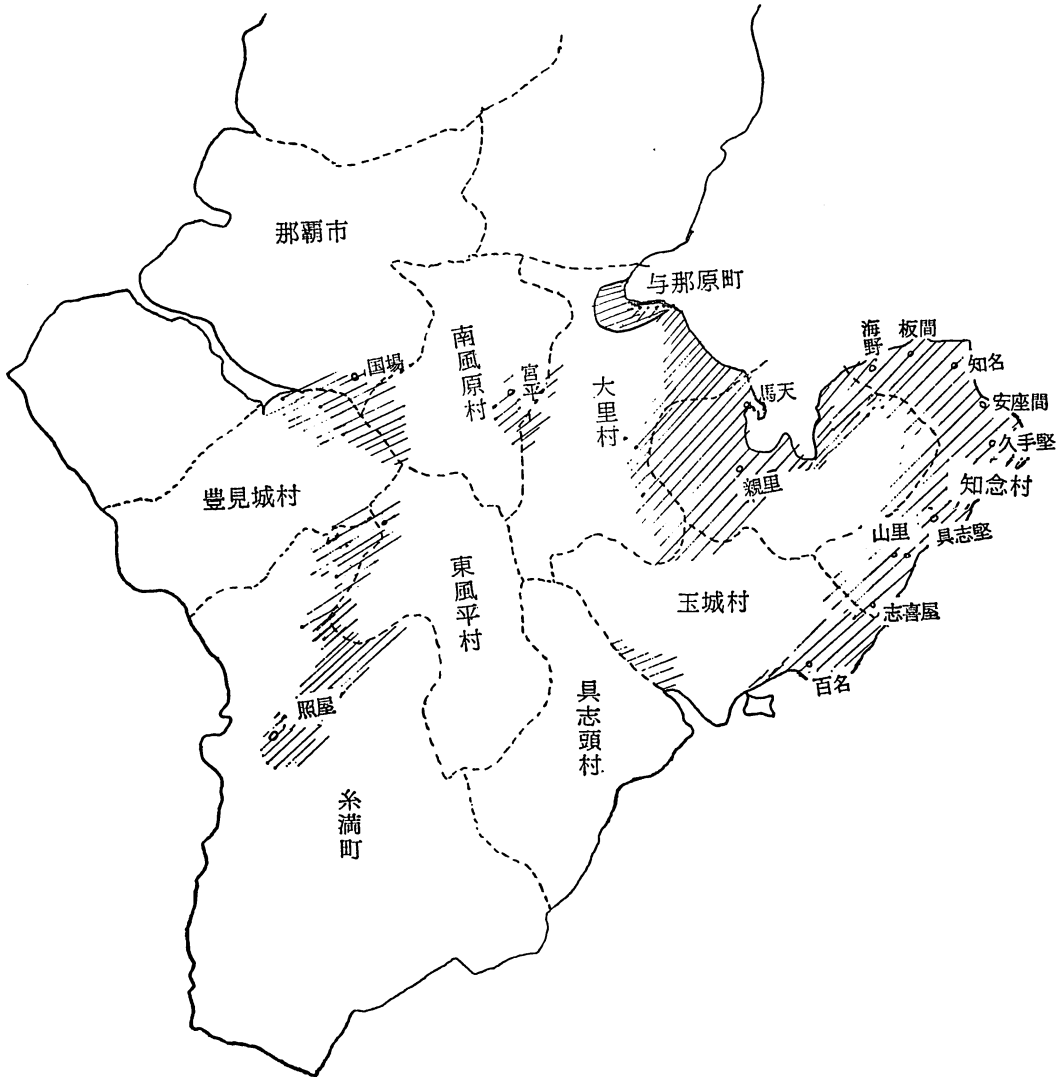 那覇市
与那原町
南風原村
国場
宮平
大里村
海野
板間
知名
馬天
安座間
久手堅
知念村
親里
豊見城村
山里
具志堅
東風平村
玉城村
志喜屋
百名
具志頭村
照屋
糸満町